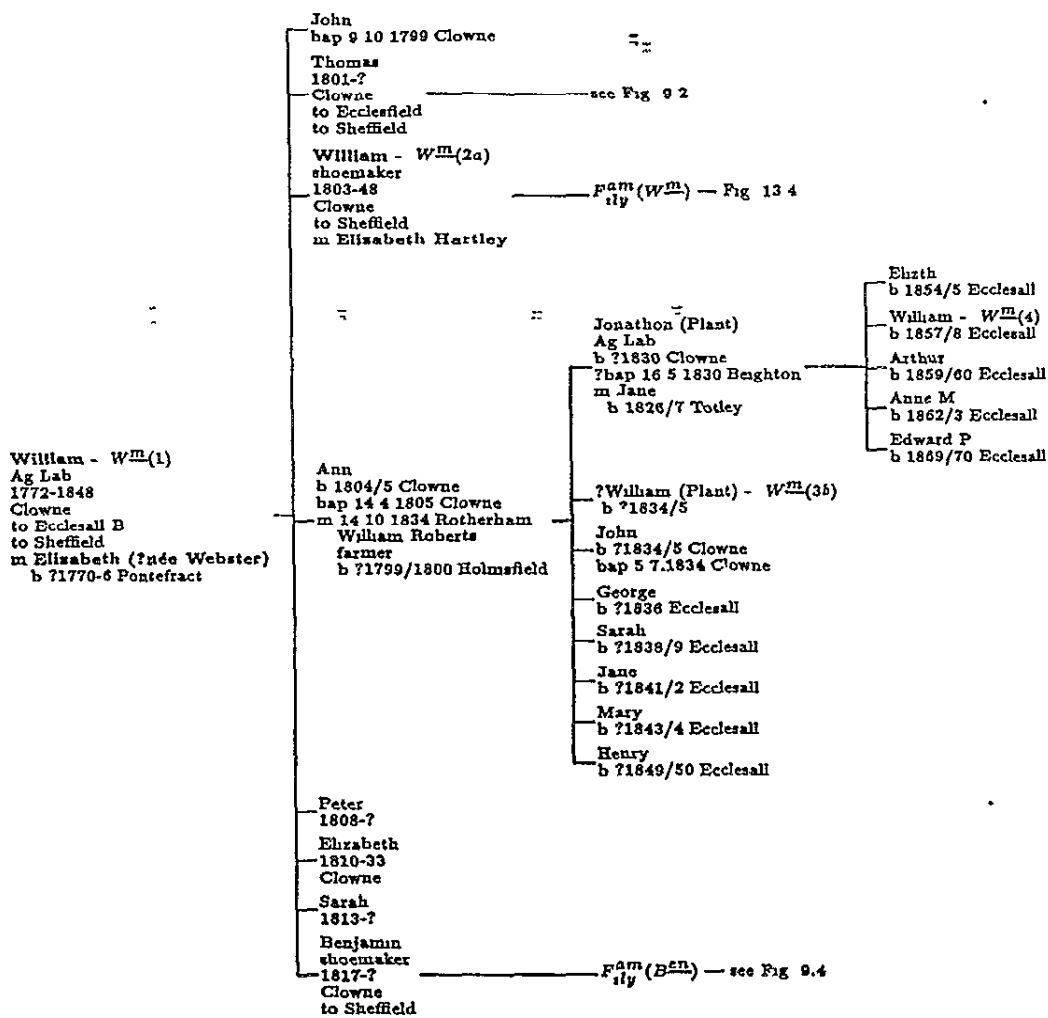 John
bap 9 10 1799 Clowne
Thomas
1801-?
Clowne
to Ecclesfield
to Sheffield
see Fig 9 2
William - Wm(2a)
shoemaker
1803-48
Clowne
to Sheffield
m Elisabeth Hartley
Family(Wm) — Fig 13 4
William - Wm(1)
Ag Lab
1772-1848
Clowne
to Ecclesall B
to Sheffield
m Elisabeth (?née Webster)
b ?1770-6 Pontefract
Ann
b 1804/5 Clowne
bap 14 4 1805 Clowne
m 14 10 1834 Rotherham
William Roberts
farmer
b ?1799/1800 Holmsfield
Jonathon (Plant)
Ag Lab
b ?1830 Clowne
?bap 16 5 1830 Beighton
m Jane
b 1826/7 Totley
Elizth
b 1854/5 Ecclesall
William - Wm(4)
b 1857/8 Ecclesall
Arthur
b 1859/60 Ecclesall
Anne M
b 1862/3 Ecclesall
Edward P
b 1869/70 Ecclesall
?William (Plant) - Wm(3b)
b ?1834/5
John
b ?1834/5 Clowne
bap 5 7.1834 Clowne
George
b ?1836 Ecclesall
Sarah
b ?1838/9 Ecclesall
Jane
b ?1841/2 Ecclesall
Mary
b ?1843/4 Ecclesall
Henry
b ?1849/50 Ecclesall
Peter
1808-?
Elizabeth
1810-33
Clowne
Sarah
1813-?
Benjamin
shoemaker
1817-?
Clowne
to Sheffield
Family(Ben) — see Fig 9.4